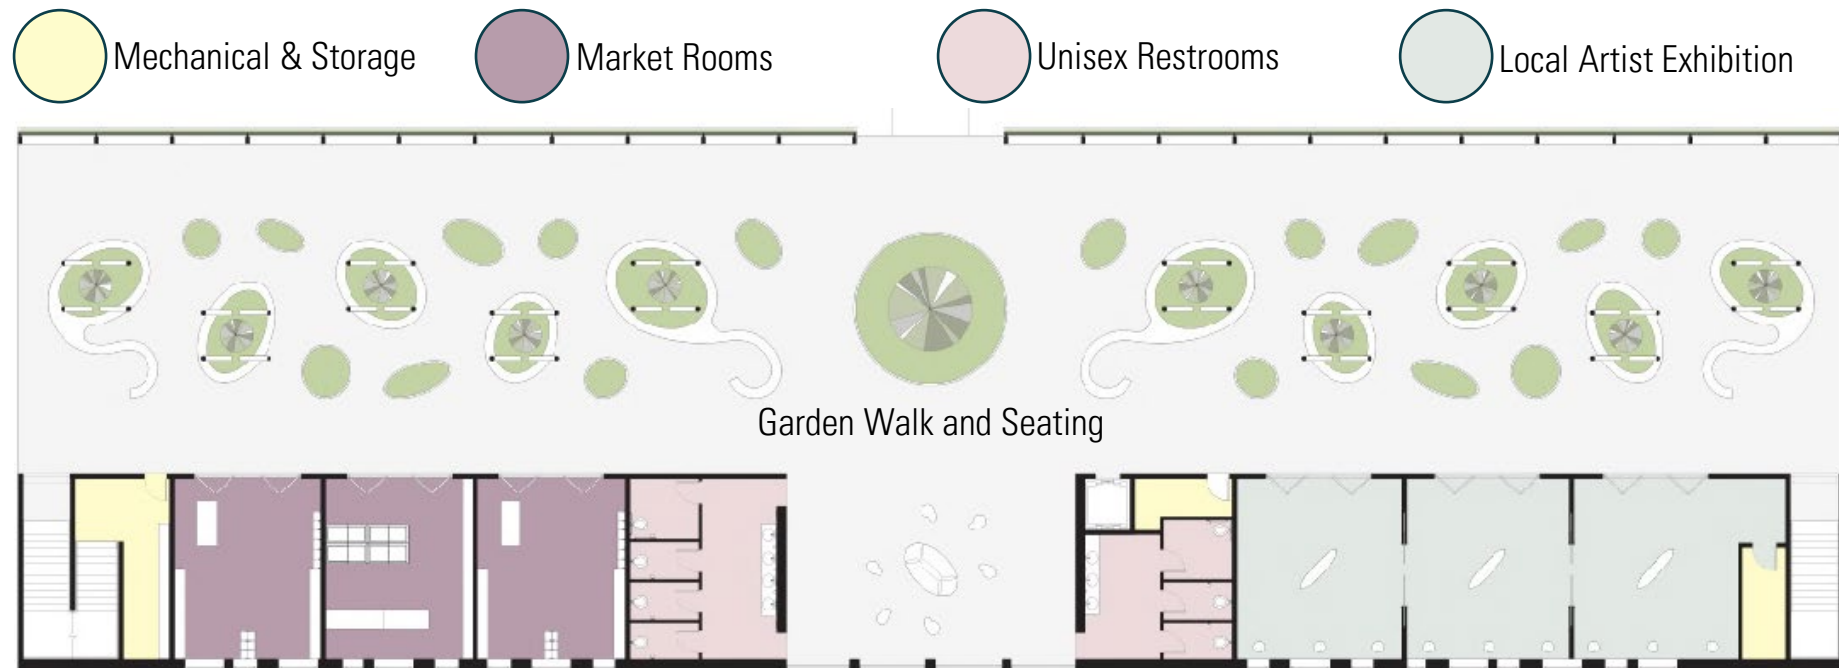 Mechanical & Storage
Market Rooms
Unisex Restrooms
Local Artist Exhibition
Garden Walk and Seating